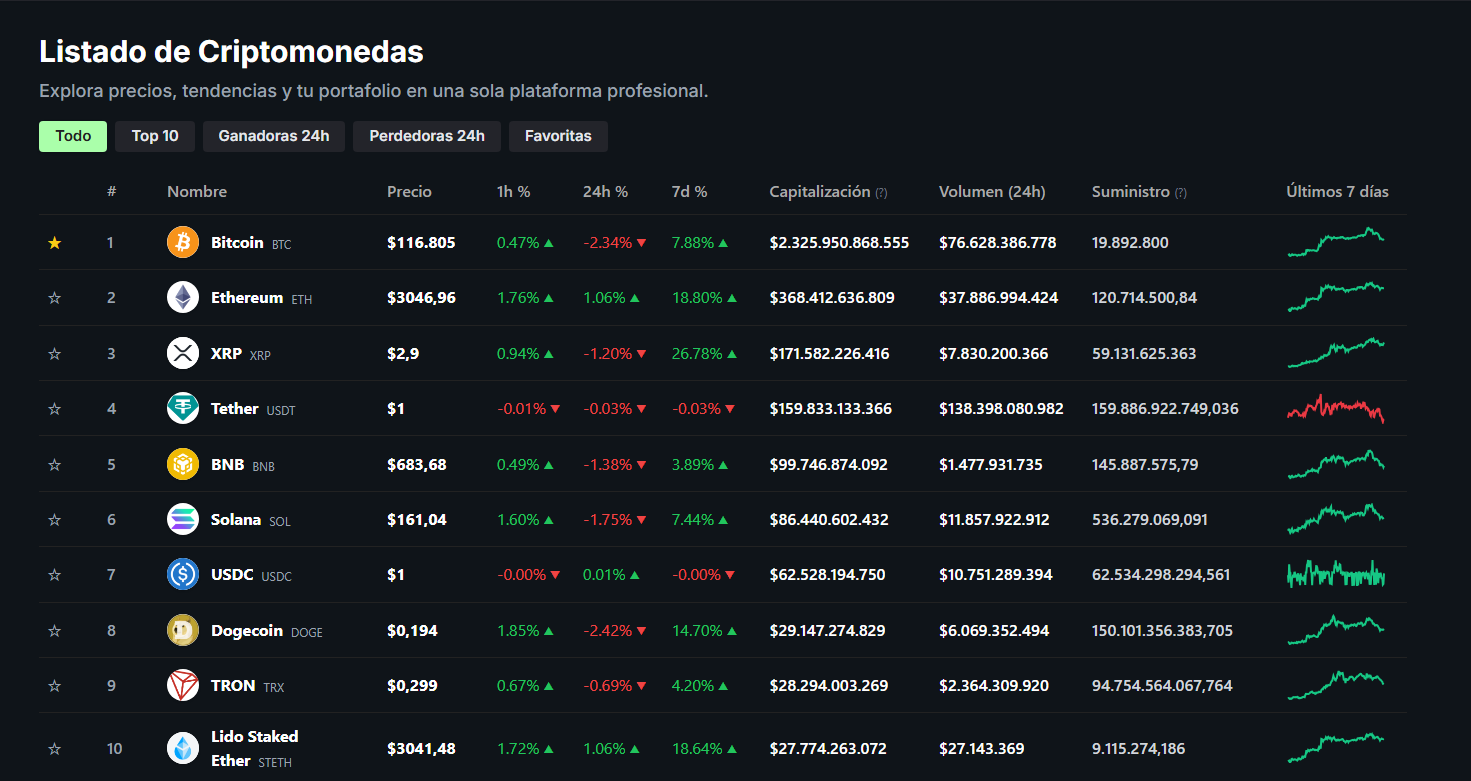 Listado de Criptomonedas
Explora precios, tendencias y tu portafolio en una sola plataforma profesional.
Todo Top 10 Ganadoras 24h Perdedoras 24h Favoritas
# Nombre Precio 1h % 24h % 7d % Capitalización (?) Volumen (24h) Suministro (?) Últimos 7 días
★ 1 Bitcoin BTC $116.805 0.47% ▲ -2.34% ▼ 7.88% ▲ $2.325.950.868.555 $76.628.386.778 19.892.800
☆ 2 Ethereum ETH $3046,96 1.76% ▲ 1.06% ▲ 18.80% ▲ $368.412.636.809 $37.886.994.424 120.714.500,84
☆ 3 XRP XRP $2,9 0.94% ▲ -1.20% ▼ 26.78% ▲ $171.582.226.416 $7.830.200.366 59.131.625.363
☆ 4 Tether USDT $1 -0.01% ▼ -0.03% ▼ -0.03% ▼ $159.833.133.366 $138.398.080.982 159.886.922.749,036
☆ 5 BNB BNB $683,68 0.49% ▲ -1.38% ▼ 3.89% ▲ $99.746.874.092 $1.477.931.735 145.887.575,79
☆ 6 Solana SOL $161,04 1.60% ▲ -1.75% ▼ 7.44% ▲ $86.440.602.432 $11.857.922.912 536.279.069,091
☆ 7 USDC USDC $1 -0.00% ▼ 0.01% ▲ -0.00% ▼ $62.528.194.750 $10.751.289.394 62.534.298.294,561
☆ 8 Dogecoin DOGE $0,194 1.85% ▲ -2.42% ▼ 14.70% ▲ $29.147.274.829 $6.069.352.494 150.101.356.383,705
☆ 9 TRON TRX $0,299 0.67% ▲ -0.69% ▼ 4.20% ▲ $28.294.003.269 $2.364.309.920 94.754.564.067,764
☆ 10 Lido Staked
Ether STETH $3041,48 1.72% ▲ 1.06% ▲ 18.64% ▲ $27.774.263.072 $27.143.369 9.115.274,186